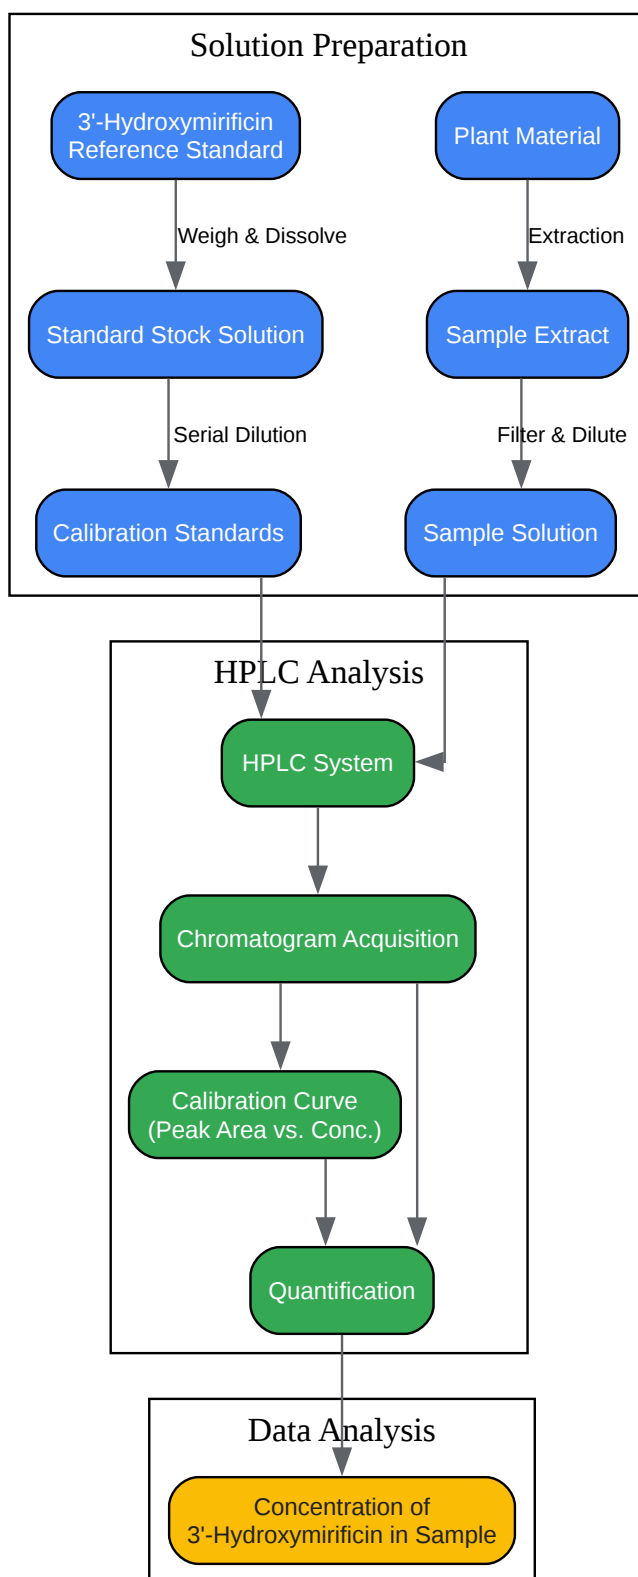 Solution Preparation
3'-Hydroxymirificin
Reference Standard
Plant Material
Weigh & Dissolve
Extraction
Standard Stock Solution
Sample Extract
Serial Dilution
Filter & Dilute
Calibration Standards
Sample Solution
HPLC Analysis
HPLC System
Chromatogram Acquisition
Calibration Curve
(Peak Area vs. Conc.)
Quantification
Data Analysis
Concentration of
3'-Hydroxymirificin in Sample